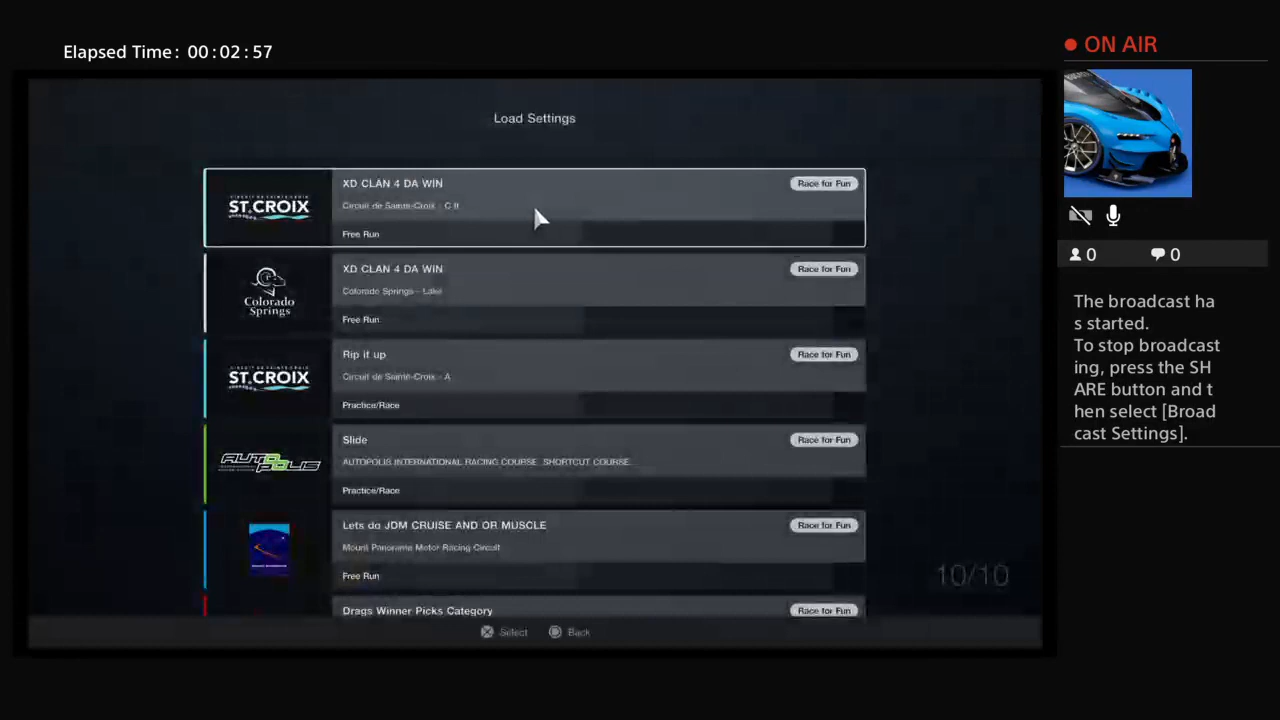 Elapsed Time: 00:02:57
ON AIR
Load Settings
ST.CROIX
XD CLAN 4 DA WIN
Race for Fun
Circuit de Sainte-Croix - C II
Free Run
Colorado
Springs
XD CLAN 4 DA WIN
Race for Fun
Colorado Springs - Lake
Free Run
ST.CROIX
Rip it up
Race for Fun
Circuit de Sainte-Croix - A
Practice/Race
AUTOPOLIS
Slide
Race for Fun
AUTOPOLIS INTERNATIONAL RACING COURSE SHORTCUT COURSE
Practice/Race
Lets do JDM CRUISE AND OR MUSCLE
Race for Fun
Mount Panorama Motor Racing Circuit
Free Run
Drags Winner Picks Category
Race for Fun
10/10
Select
Back
0
0
The broadcast ha
s started.
To stop broadcast
ing, press the SH
ARE button and t
hen select [Broad
cast Settings].